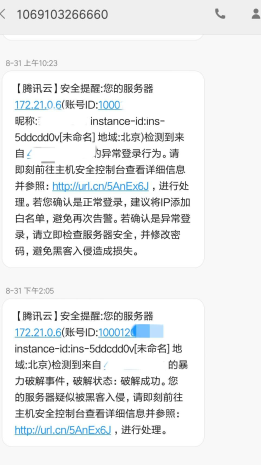 1069103266660
8-31 上午10:23
【腾讯云】安全提醒:您的服务器
172.21.0.6(账号ID:1000
昵称: instance-id:ins-
5ddcdd0v[未命名] 地域:北京)检测到来
自 的异常登录行为。请
即刻前往主机安全控制台查看详细信息
并参照: http://url.cn/5AnEx6J ，进行处
理。若您确认是正常登录，建议将IP添加
白名单，避免再次告警。若确认是异常登
录，请立即检查服务器安全，并修改密
码，避免黑客入侵造成损失。
8-31 下午2:05
【腾讯云】安全提醒:您的服务器
172.21.0.6(账号ID:100012
instance-id:ins-5ddcdd0v[未命名] 地
域:北京)检测到来自 的暴
力破解事件，破解状态：破解成功。您
的服务器疑似被黑客入侵，请即刻前往
主机安全控制台查看详细信息并参照：
http://url.cn/5AnEx6J ，进行处理。